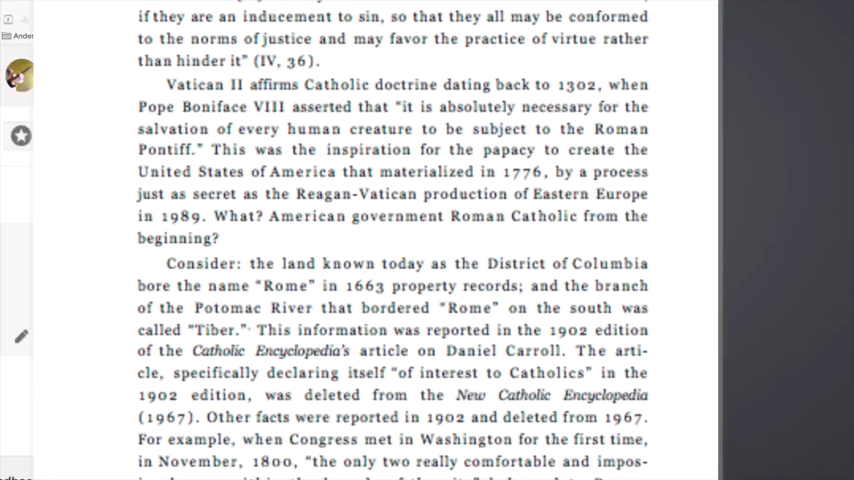 if they are an inducement to sin, so that they all may be conformed
to the norms of justice and may favor the practice of virtue rather
than hinder it” (IV, 36).
Vatican II affirms Catholic doctrine dating back to 1302, when
Pope Boniface VIII asserted that “it is absolutely necessary for the
salvation of every human creature to be subject to the Roman
Pontiff.” This was the inspiration for the papacy to create the
United States of America that materialized in 1776, by a process
just as secret as the Reagan-Vatican production of Eastern Europe
in 1989. What? American government Roman Catholic from the
beginning?
Consider: the land known today as the District of Columbia
bore the name “Rome” in 1663 property records; and the branch
of the Potomac River that bordered “Rome” on the south was
called “Tiber.” This information was reported in the 1902 edition
of the Catholic Encyclopedia’s article on Daniel Carroll. The arti-
cle, specifically declaring itself “of interest to Catholics” in the
1902 edition, was deleted from the New Catholic Encyclopedia
(1967). Other facts were reported in 1902 and deleted from 1967.
For example, when Congress met in Washington for the first time,
in November, 1800, “the only two really comfortable and impos-
Ander